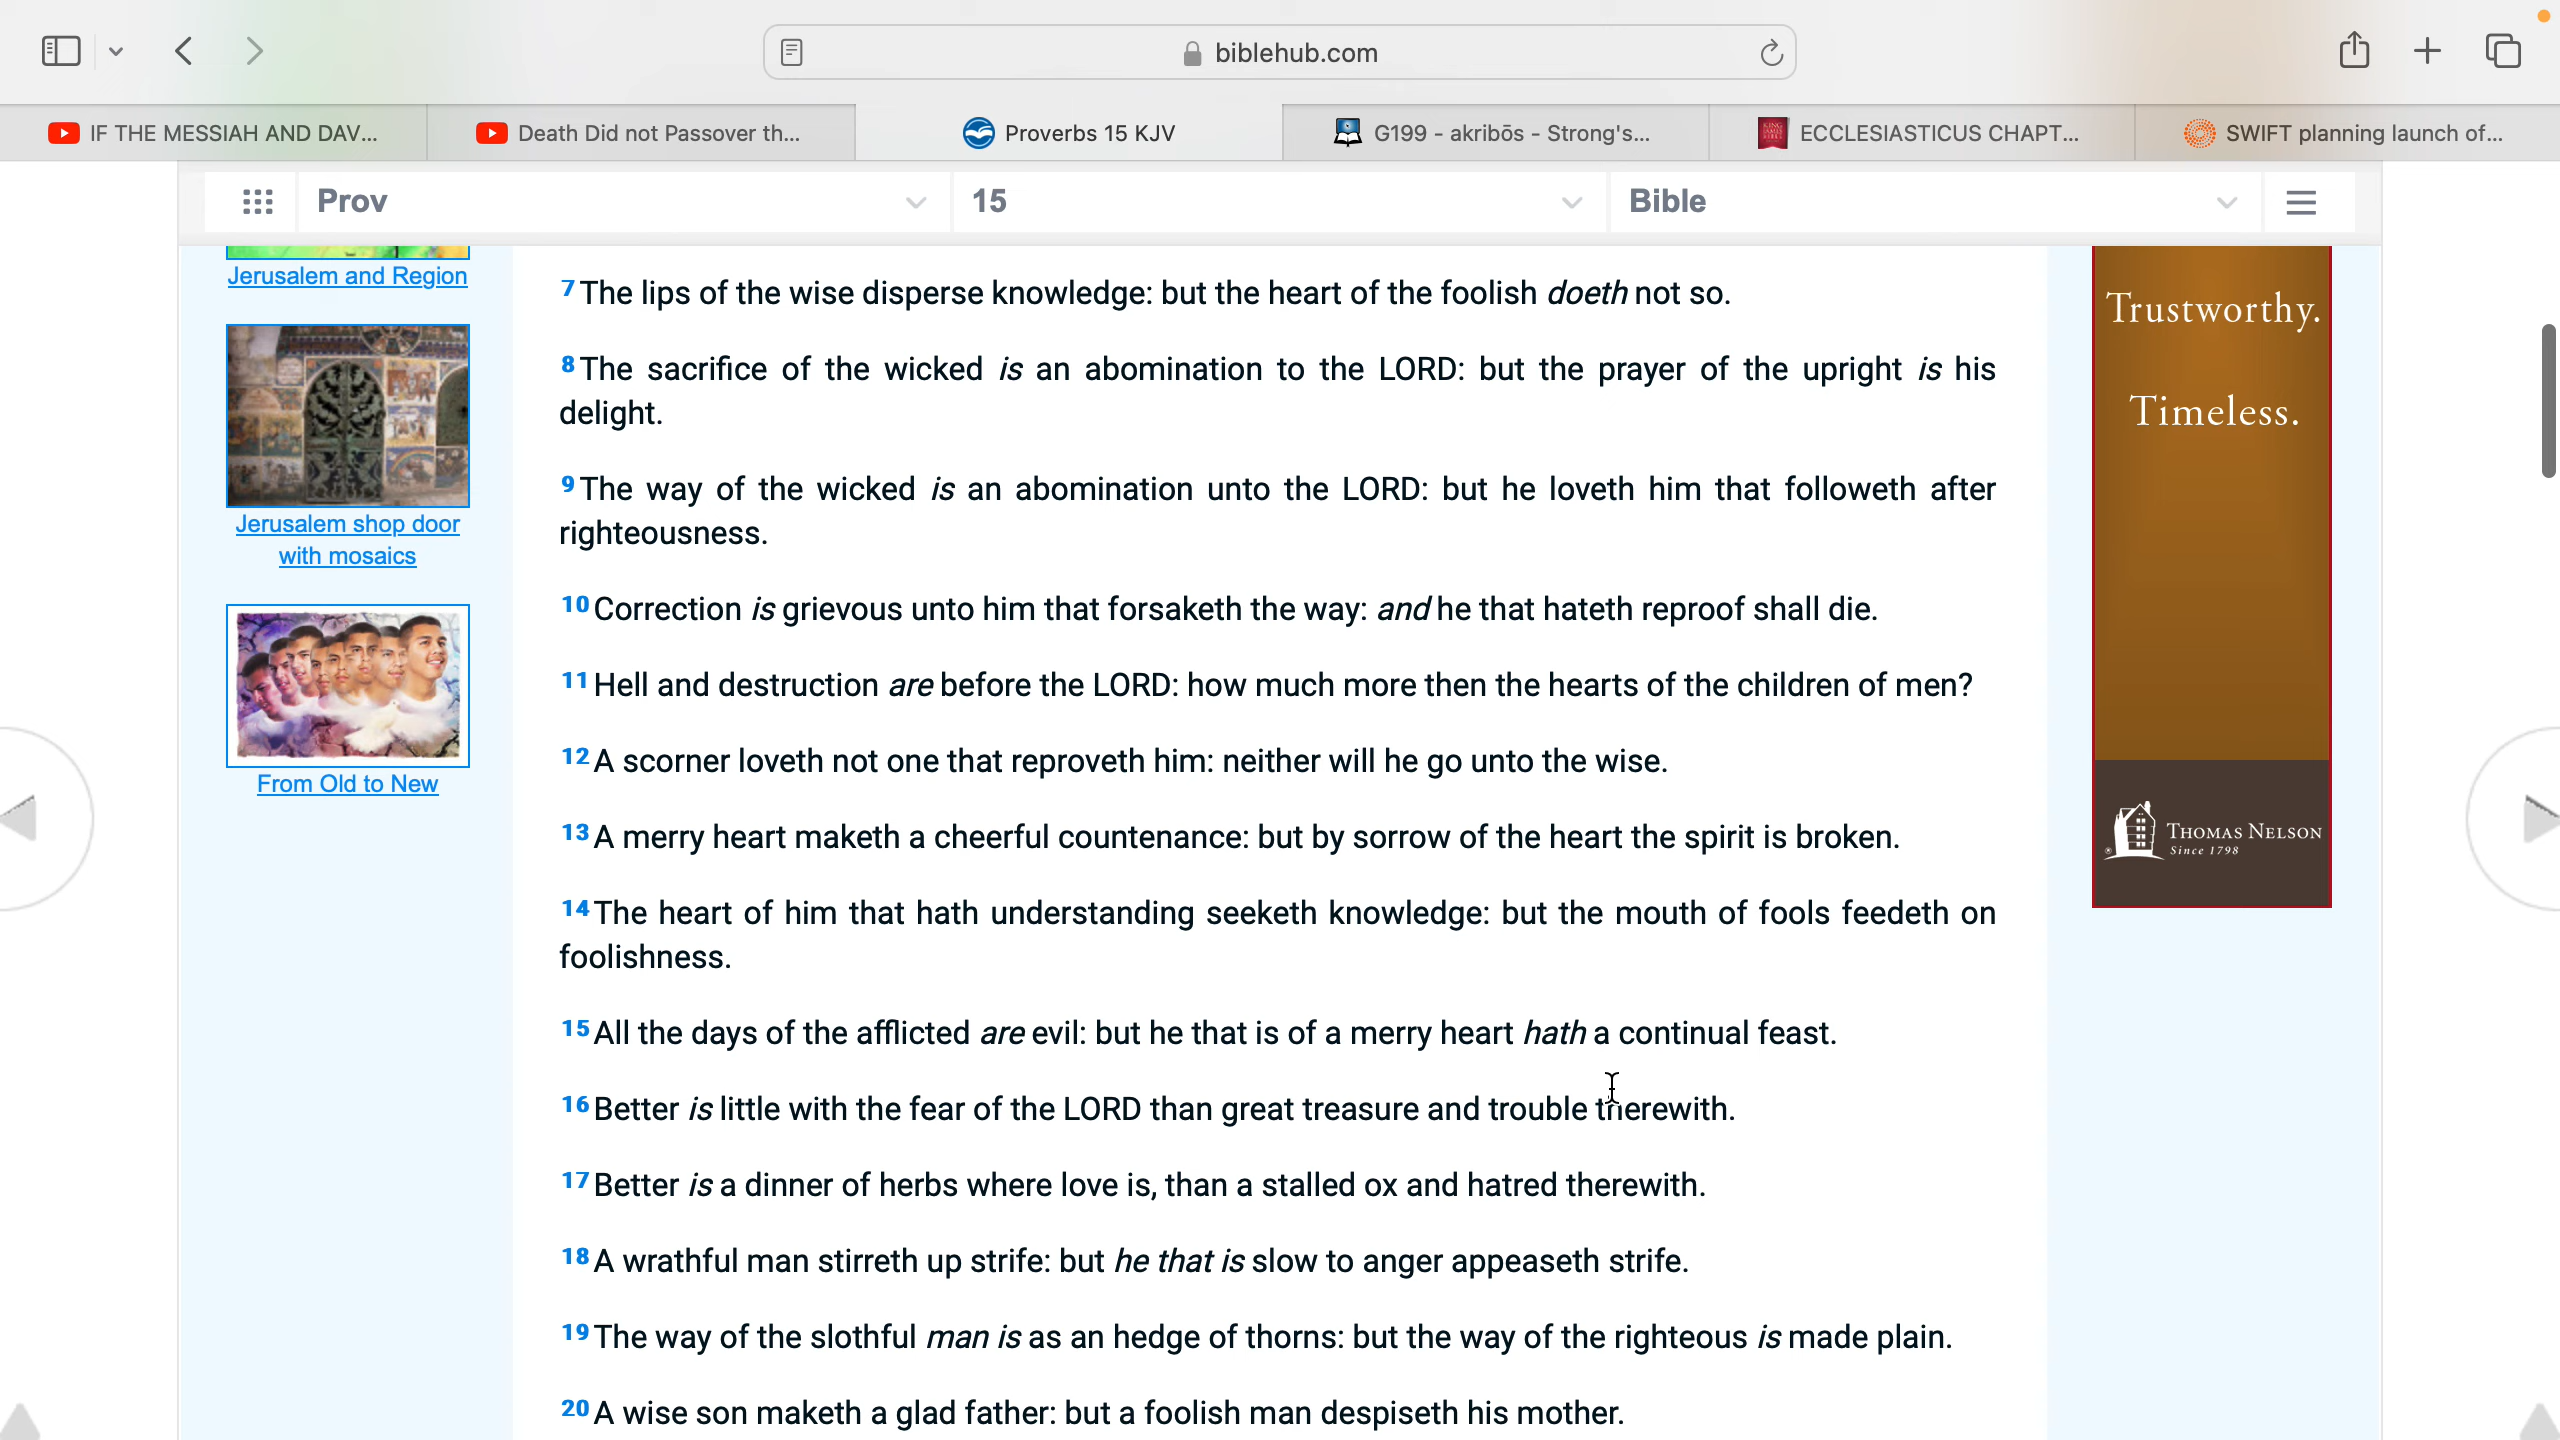 biblehub.com
IF THE MESSIAH AND DAV...
Death Did not Passover th...
Proverbs 15 KJV
G199 - akribōs - Strong's...
ECCLESIASTICUS CHAPT...
SWIFT planning launch of...
Prov
15
Bible
Jerusalem and Region
Jerusalem shop door
with mosaics
From Old to New
7 The lips of the wise disperse knowledge: but the heart of the foolish doeth not so.
8 The sacrifice of the wicked is an abomination to the LORD: but the prayer of the upright is his
delight.
9 The way of the wicked is an abomination unto the LORD: but he loveth him that followeth after
righteousness.
10 Correction is grievous unto him that forsaketh the way: and he that hateth reproof shall die.
11 Hell and destruction are before the LORD: how much more then the hearts of the children of men?
12 A scorner loveth not one that reproveth him: neither will he go unto the wise.
13 A merry heart maketh a cheerful countenance: but by sorrow of the heart the spirit is broken.
14 The heart of him that hath understanding seeketh knowledge: but the mouth of fools feedeth on
foolishness.
15 All the days of the afflicted are evil: but he that is of a merry heart hath a continual feast.
16 Better is little with the fear of the LORD than great treasure and trouble therewith.
17 Better is a dinner of herbs where love is, than a stalled ox and hatred therewith.
18 A wrathful man stirreth up strife: but he that is slow to anger appeaseth strife.
19 The way of the slothful man is as an hedge of thorns: but the way of the righteous is made plain.
20 A wise son maketh a glad father: but a foolish man despiseth his mother.
Trustworthy.
Timeless.
® THOMAS NELSON
Since 1798